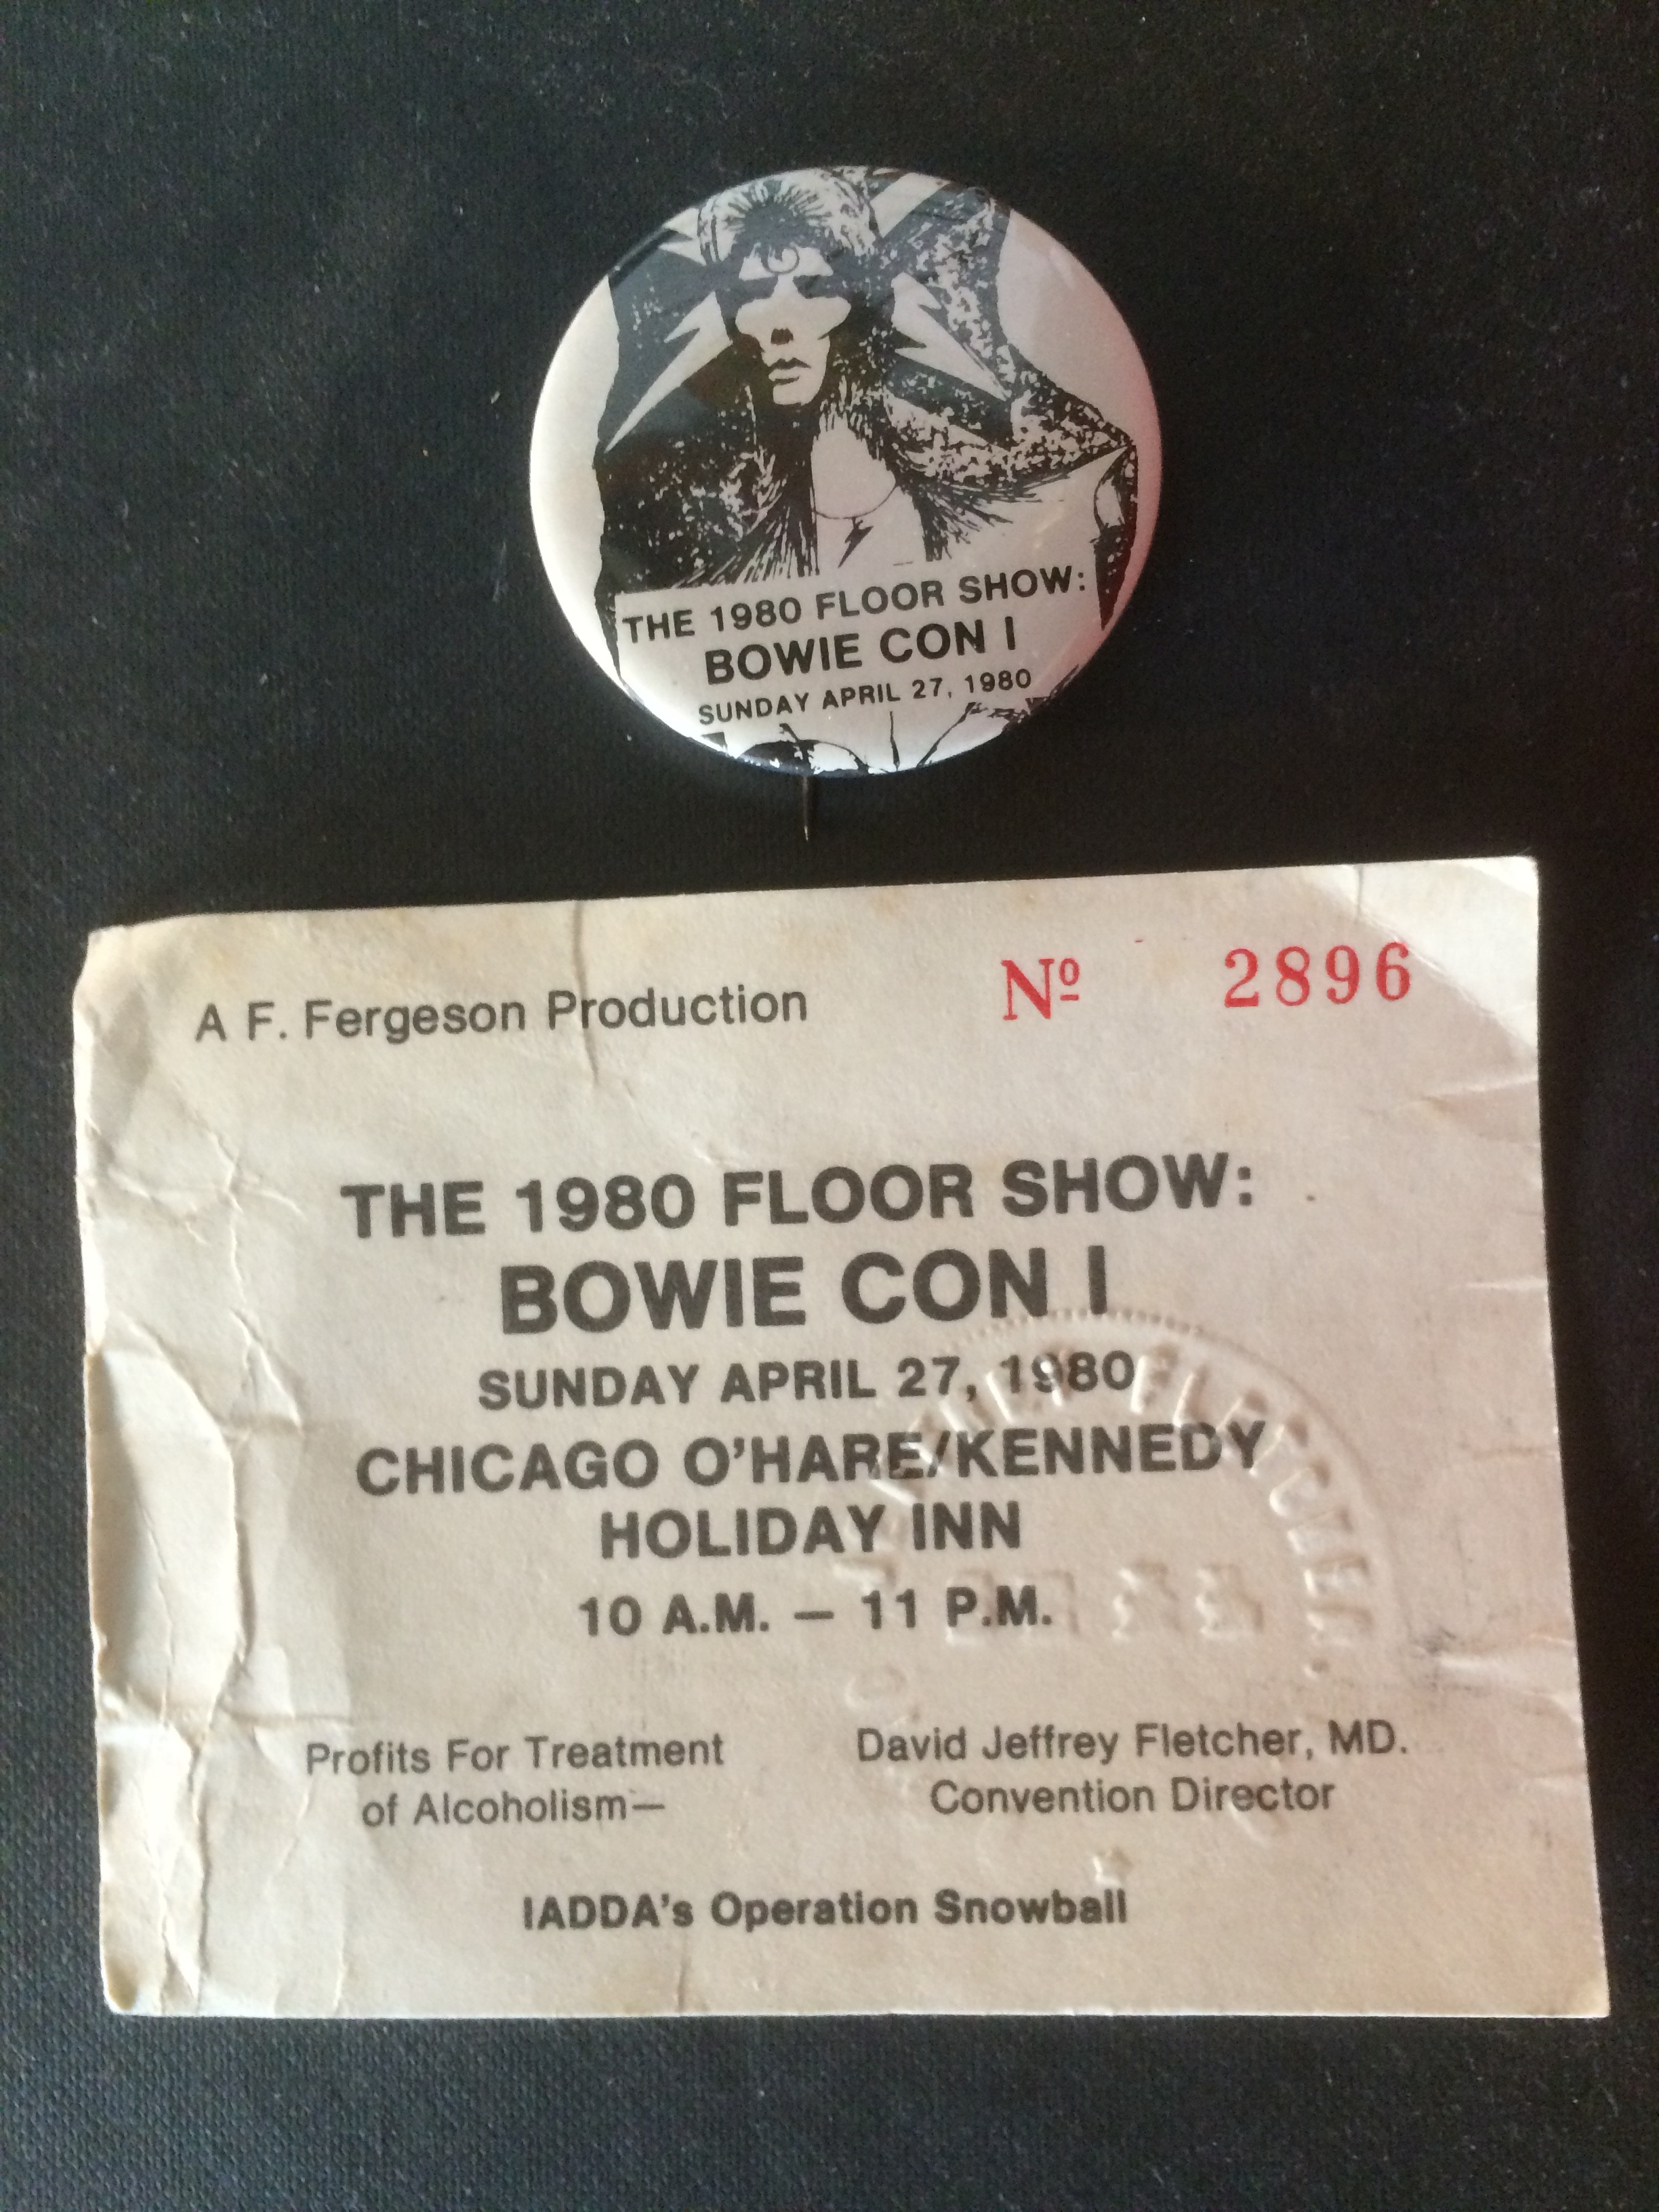 THE 1980 FLOOR SHOW:
BOWIE CON I
SUNDAY APRIL 27, 1980
A F. Fergeson Production
Nº 2896
THE 1980 FLOOR SHOW:
BOWIE CON I
SUNDAY APRIL 27, 1980
CHICAGO O'HARE/KENNEDY
HOLIDAY INN
10 A.M. — 11 P.M.
Profits For Treatment
of Alcoholism—
David Jeffrey Fletcher, MD.
Convention Director
IADDA's Operation Snowball